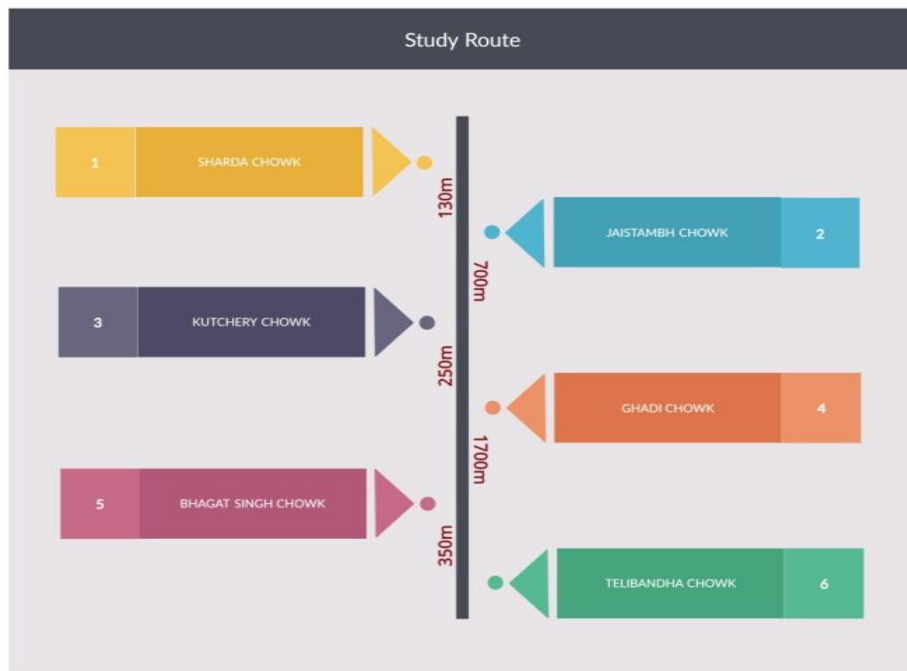 Study Route
1
SHARDA CHOWK
130m
JAISTAMBH CHOWK
2
700m
3
KUTCHERY CHOWK
250m
GHADI CHOWK
4
1700m
5
BHAGAT SINGH CHOWK
350m
TELIBANDHA CHOWK
6